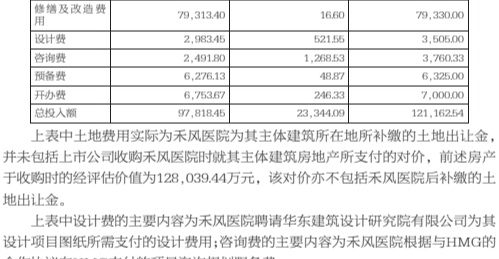 修缮及改造费用 79,313.40 16.60 79,330.00
设计费 2,983.45 521.55 3,505.00
咨询费 2,491.80 1,268.53 3,760.33
预备费 6,276.13 48.87 6,325.00
开办费 6,753.67 246.33 7,000.00
总投入额 97,818.45 23,344.09 121,162.54
上表中土地费用实际为禾风医院为其主体建筑所在地所补缴的土地出让金，
并未包括上市公司收购禾风医院时就其主体建筑房地产所支付的对价，前述房产
于收购时的经评估价值为128,039.44万元，该对价亦不包括禾风医院后补缴的土
地出让金。
上表中设计费的主要内容为禾风医院聘请华东建筑设计研究院有限公司为其
设计项目图纸所需支付的设计费用；咨询费的主要内容为禾风医院根据与HMG的